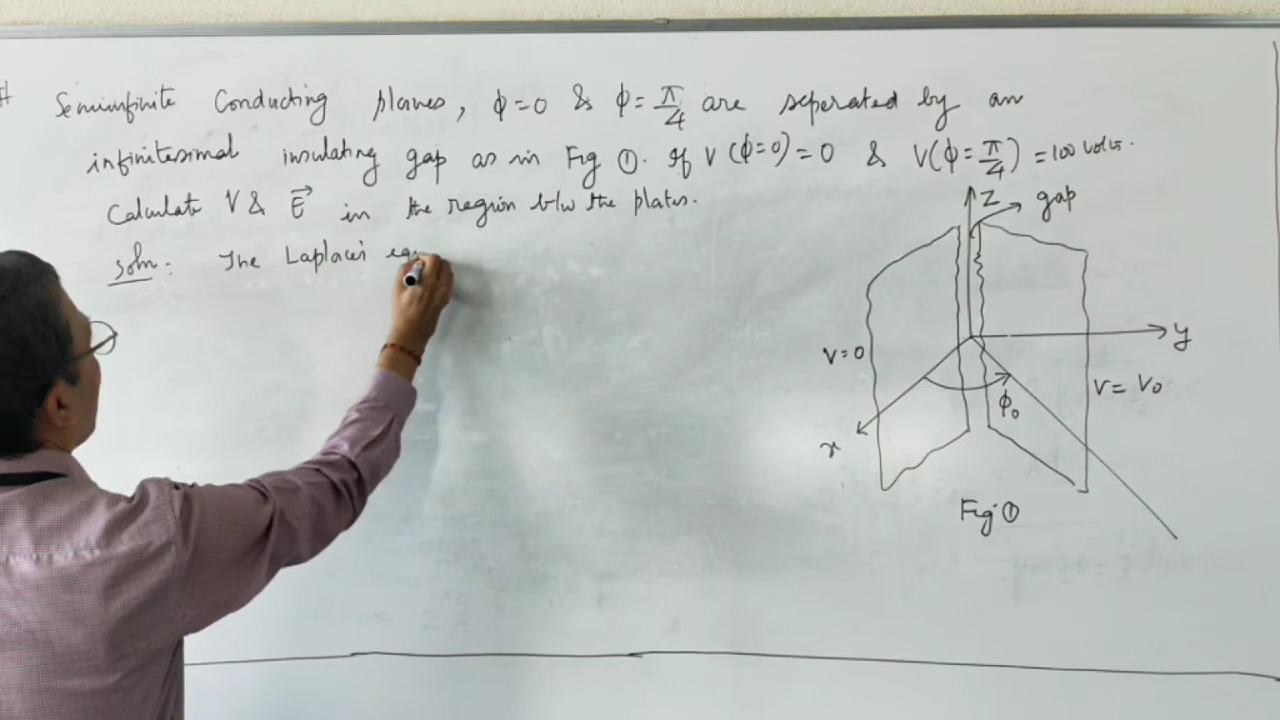 Semiinfinite Conducting planes, φ=0 & φ=π/4 are seperated by an
infinitesimal insulating gap as in Fig ①. If V(φ=0)=0 & V(φ=π/4)=100 volts.
Calculate V & E⃗ in the region b/w the plates.
Soln: The Laplace's eq
Z
gap
y
V=0
V= V₀
φ₀
x
Fig ①